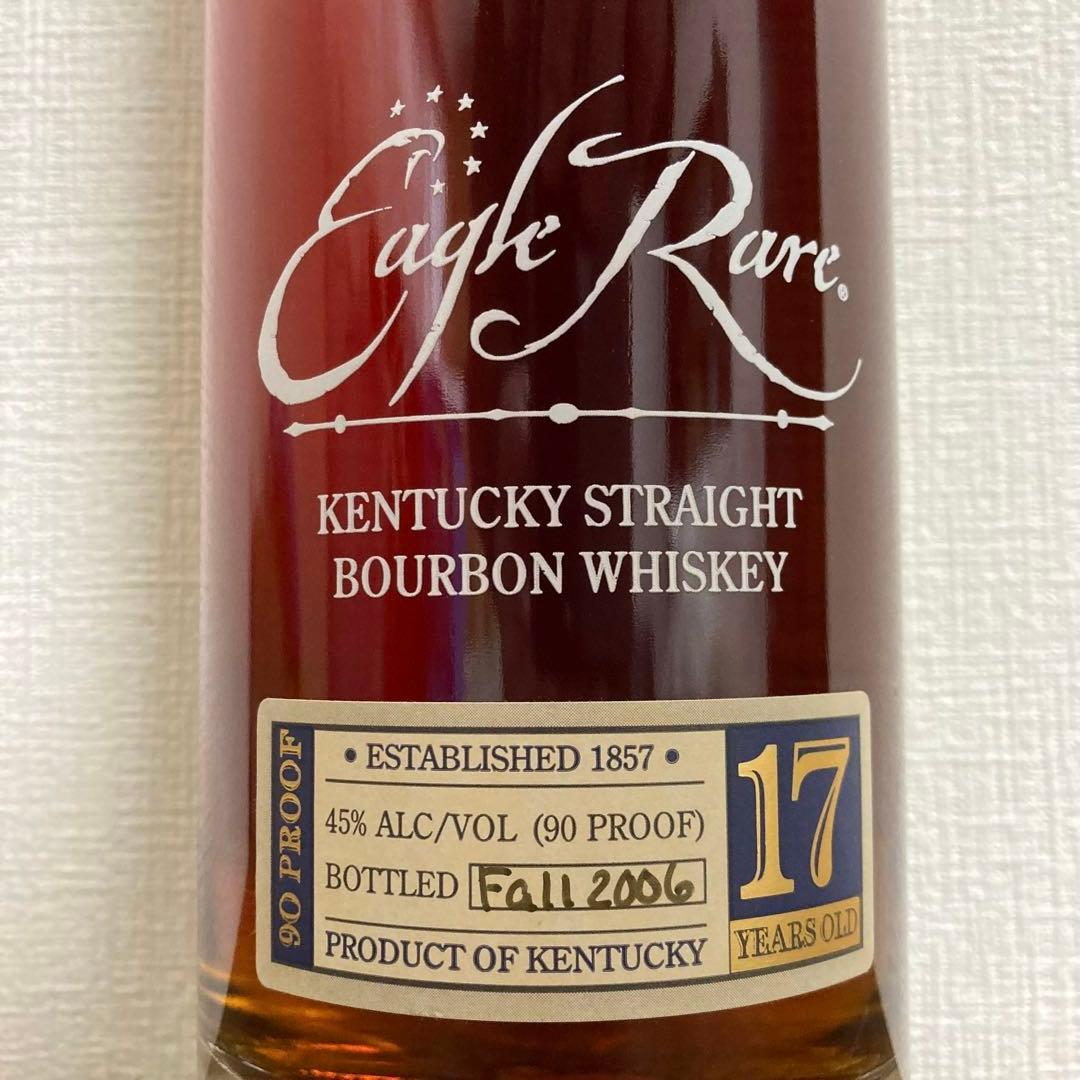 Eagle Rare®
KENTUCKY STRAIGHT
BOURBON WHISKEY
90 PROOF
• ESTABLISHED 1857 •
45% ALC/VOL (90 PROOF)
BOTTLED Fall 2006
PRODUCT OF KENTUCKY
17
YEARS OLD